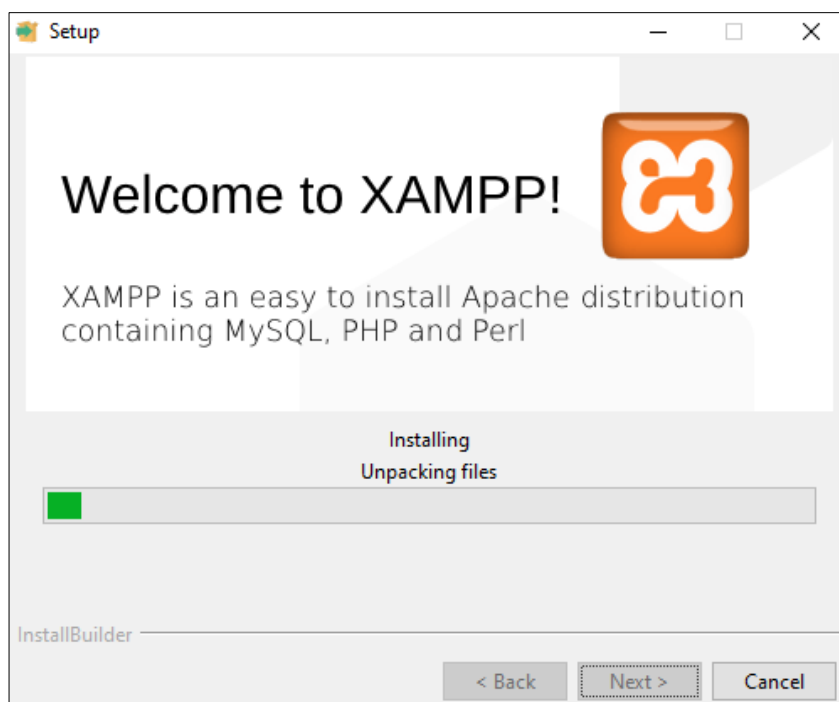 Setup
Welcome to XAMPP!
XAMPP is an easy to install Apache distribution
containing MySQL, PHP and Perl
Installing
Unpacking files
InstallBuilder
< Back
Next >
Cancel